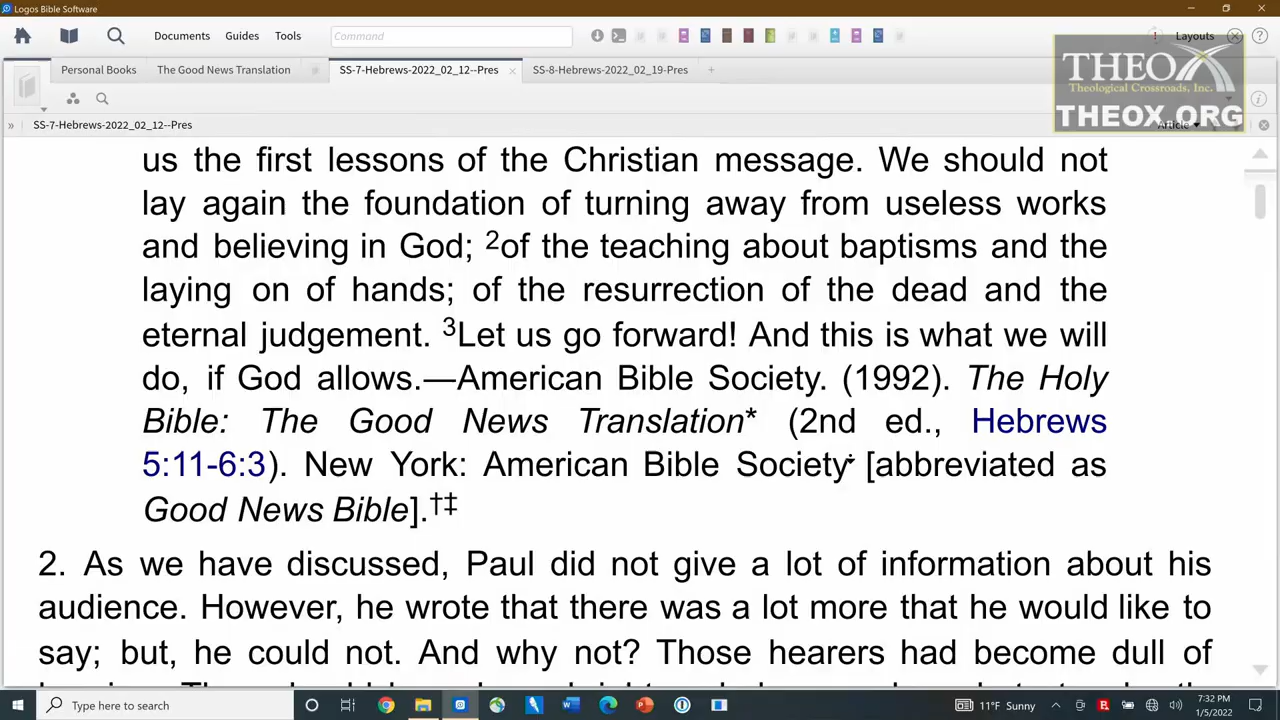 Logos Bible Software
Documents Guides Tools Command Layouts
Personal Books The Good News Translation SS-7-Hebrews-2022_02_12--Pres SS-8-Hebrews-2022_02_19-Pres
THEOX
Theological Crossroads, Inc.
THEOX.ORG
SS-7-Hebrews-2022_02_12--Pres Article
us the first lessons of the Christian message. We should not
lay again the foundation of turning away from useless works
and believing in God; ²of the teaching about baptisms and the
laying on of hands; of the resurrection of the dead and the
eternal judgement. ³Let us go forward! And this is what we will
do, if God allows.—American Bible Society. (1992). The Holy
Bible: The Good News Translation* (2nd ed., Hebrews
5:11-6:3). New York: American Bible Society [abbreviated as
Good News Bible].†‡
2. As we have discussed, Paul did not give a lot of information about his
audience. However, he wrote that there was a lot more that he would like to
say; but, he could not. And why not? Those hearers had become dull of
Type here to search 11°F Sunny 7:32 PM
1/5/2022